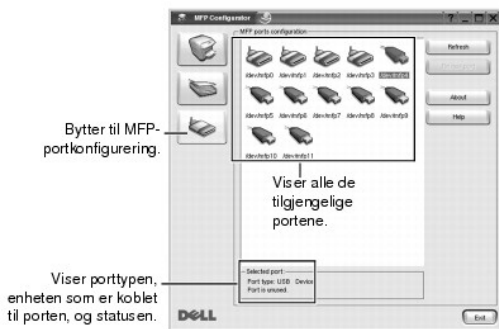 MFP Configurator
MFP ports configuration
/dev/mfp0 /dev/mfp1 /dev/mfp2 /dev/mfp3 /dev/mfp4
/dev/mfp5 /dev/mfp6 /dev/mfp7 /dev/mfp8 /dev/mfp9
/dev/mfp10 /dev/mfp11
Refresh
About
Help
Bytter til MFP-
portkonfigurering.
Viser alle de
tilgjengelige
portene.
Viser porttypen,
enheten som er koblet
til porten, og statusen.
Selected port
Port type: USB Device
Port is unused.
DELL
Exit